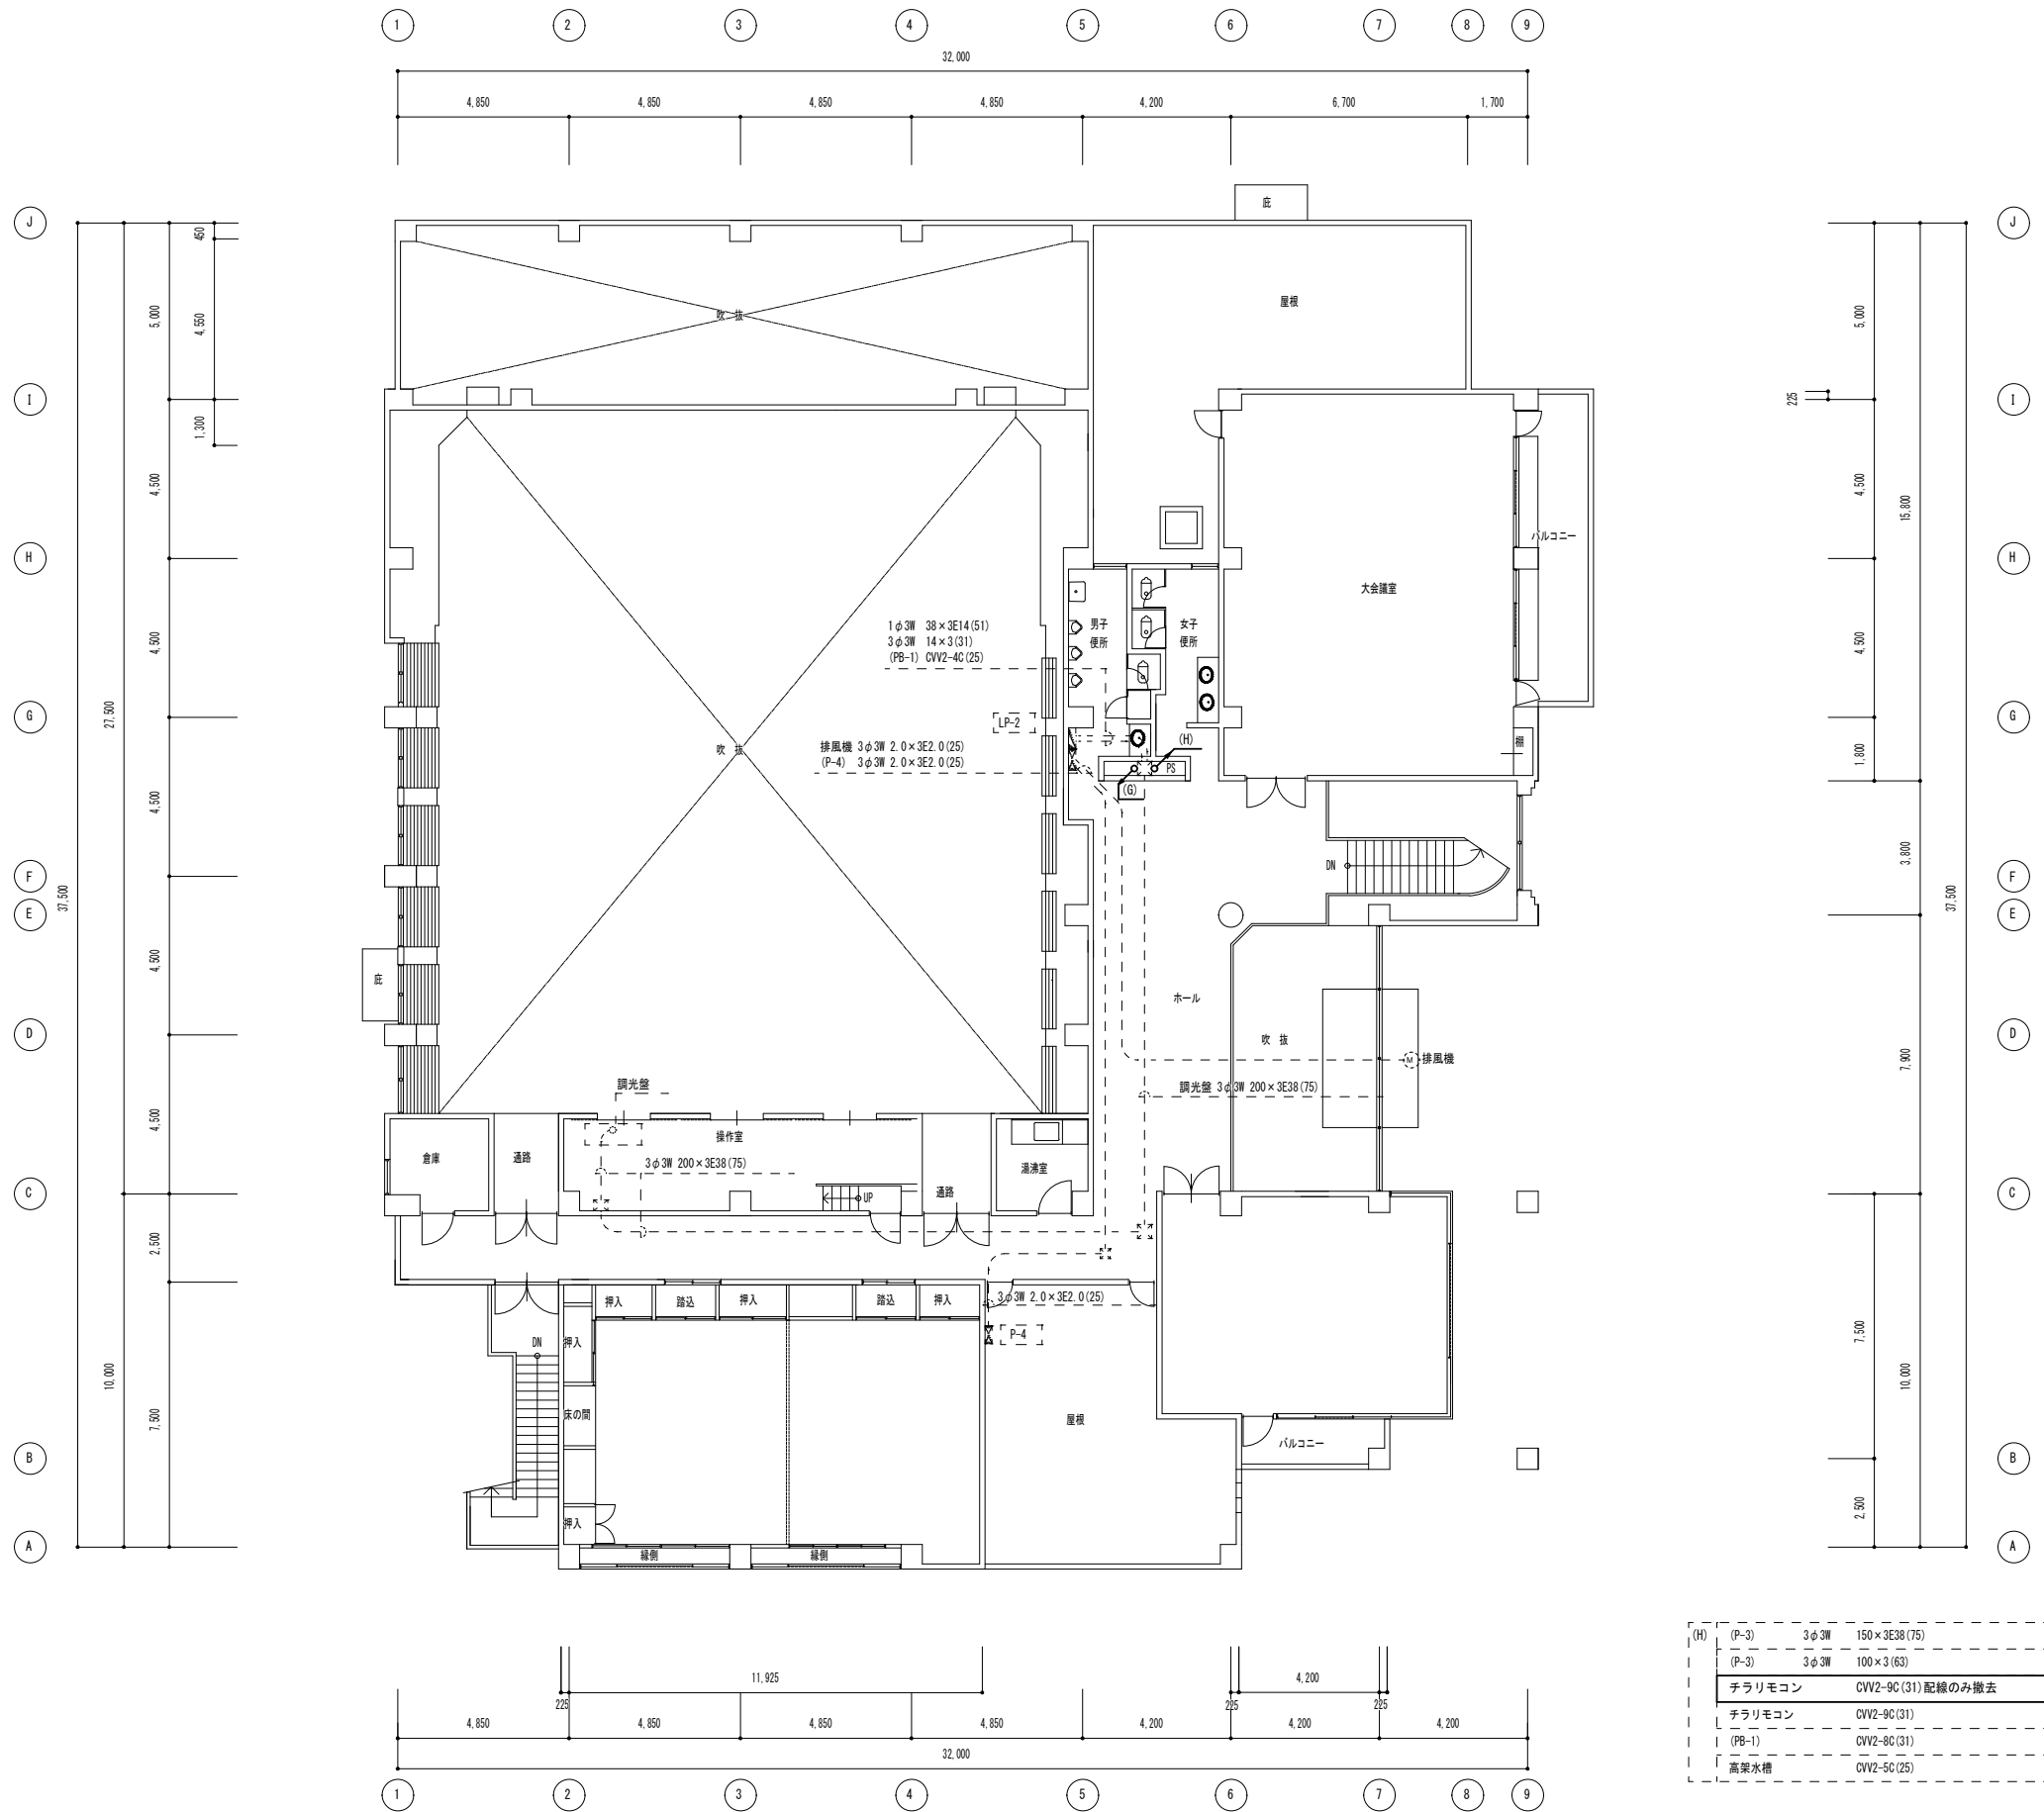 1 2 3 4 5 6 7 8 9
32,000
4,850 4,850 4,850 4,850 4,200 6,700 1,700
庇
J J
450
5,000 4,550 吹 抜 屋根 5,000
I I
1,300 225
4,500 4,500
15,800
バルコニー
H H
大会議室
1φ3W 38×3E14(51)
3φ3W 14×3(31)
(PB-1) CVV2-4C(25)
男子
便所
女子
便所
4,500 4,500
27,500
G G
LP-2
排風機 3φ3W 2.0×3E2.0(25)
(P-4) 3φ3W 2.0×3E2.0(25)
吹 抜
(H)
棚
PS
(G)
1,800
4,500
3,800
DN
F F
37,500 37,500
E E
4,500
庇
ホール
D D
吹 抜
排風機
7,900
調光盤
調光盤 3φ3W 200×3E38(75)
4,500
操作室
倉庫
通路
3φ3W 200×3E38(75)
湯沸室
通路
UP
C C
2,500
3φ3W 2.0×3E2.0(25)
押入 踏込 押入 踏込 押入
P-4
DN
押入
7,500
10,000 10,000
床の間
屋根
7,500
バルコニー
B B
押入
2,500
縁側 縁側
A A
11,925 4,200
225 225 225
4,850 4,850 4,850 4,850 4,200 4,200 4,200
32,000
1 2 3 4 5 6 7 8 9
(H) (P-3) 3φ3W 150×3E38(75)
(P-3) 3φ3W 100×3(63)
チラリモコン CVV2-9C(31)配線のみ撤去
チラリモコン CVV2-9C(31)
(PB-1) CVV2-8C(31)
高架水槽 CVV2-5C(25)